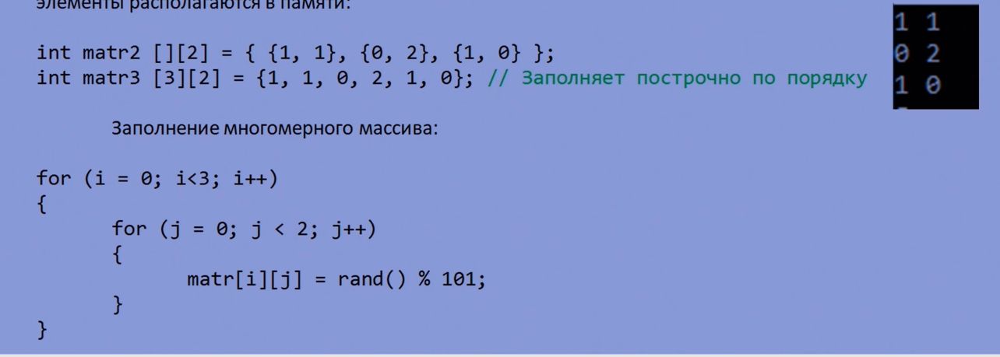 элементы располагаются в памяти:
int matr2 [][2] = { {1, 1}, {0, 2}, {1, 0} };
int matr3 [3][2] = {1, 1, 0, 2, 1, 0}; // Заполняет построчно по порядку
1 1
0 2
1 0
Заполнение многомерного массива:
for (i = 0; i<3; i++)
{
for (j = 0; j < 2; j++)
{
matr[i][j] = rand() % 101;
}
}